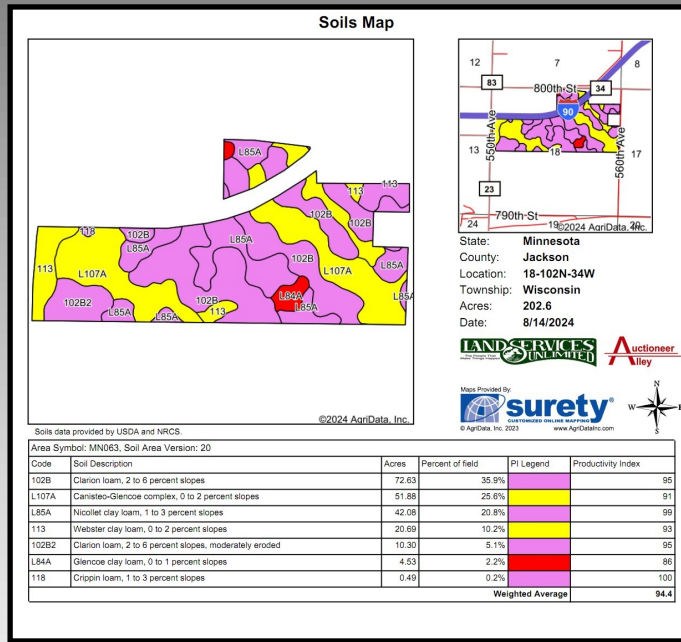 Soils Map
L85A
113
113
102B
102B
118
102B
L85A
L85A
102B
L85A
113
L107A
L107A
L84A
L85A
102B2
102B
L85A
L85A
L85A
113
©2024 AgriData, Inc.
Soils data provided by USDA and NRCS.
12
7
8
83
800th St
34
90
13
18
17
550th Ave
560th Ave
23
790th St
24
19
20
©2024 AgriData, Inc.
State: Minnesota
County: Jackson
Location: 18-102N-34W
Township: Wisconsin
Acres: 202.6
Date: 8/14/2024
LAND SERVICES
UNLIMITED
Auctioneer
Alley
Maps Provided By:
surety®
CUSTOMIZED ONLINE MAPPING
© AgriData, Inc. 2023 www.AgriDataInc.com
N
W E
S
Area Symbol: MN063, Soil Area Version: 20
Code Soil Description Acres Percent of field PI Legend Productivity Index
102B Clarion loam, 2 to 6 percent slopes 72.63 35.9% 95
L107A Canisteo-Glencoe complex, 0 to 2 percent slopes 51.88 25.6% 91
L85A Nicollet clay loam, 1 to 3 percent slopes 42.08 20.8% 99
113 Webster clay loam, 0 to 2 percent slopes 20.69 10.2% 93
102B2 Clarion loam, 2 to 6 percent slopes, moderately eroded 10.30 5.1% 95
L84A Glencoe clay loam, 0 to 1 percent slopes 4.53 2.2% 86
118 Crippin loam, 1 to 3 percent slopes 0.49 0.2% 100
Weighted Average 94.4